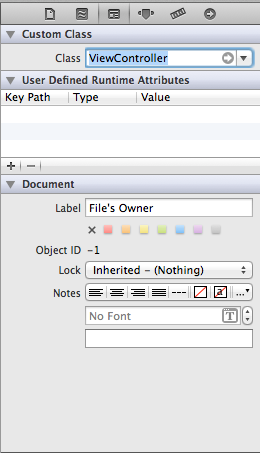 Custom Class
Class ViewController
User Defined Runtime Attributes
Key Path Type Value
Document
Label File's Owner
Object ID -1
Lock Inherited - (Nothing)
Notes
No Font T